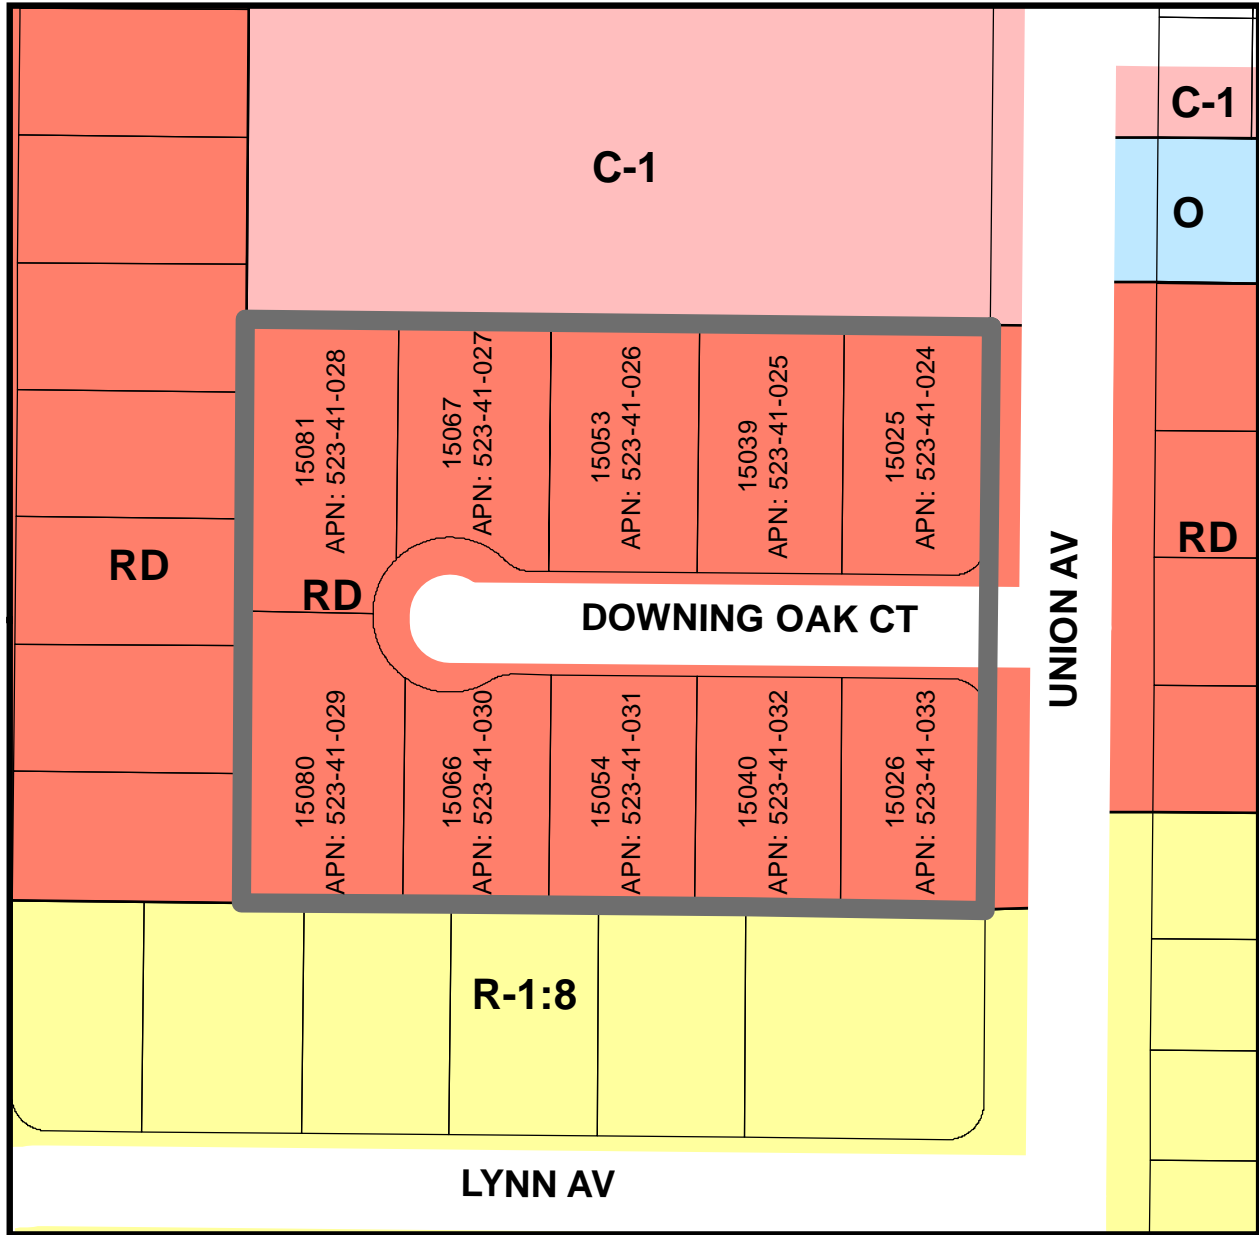 C-1
C-1
O
15081
APN: 523-41-028
15067
APN: 523-41-027
15053
APN: 523-41-026
15039
APN: 523-41-025
15025
APN: 523-41-024
RD
RD
RD
DOWNING OAK CT
UNION AV
15080
APN: 523-41-029
15066
APN: 523-41-030
15054
APN: 523-41-031
15040
APN: 523-41-032
15026
APN: 523-41-033
R-1:8
LYNN AV